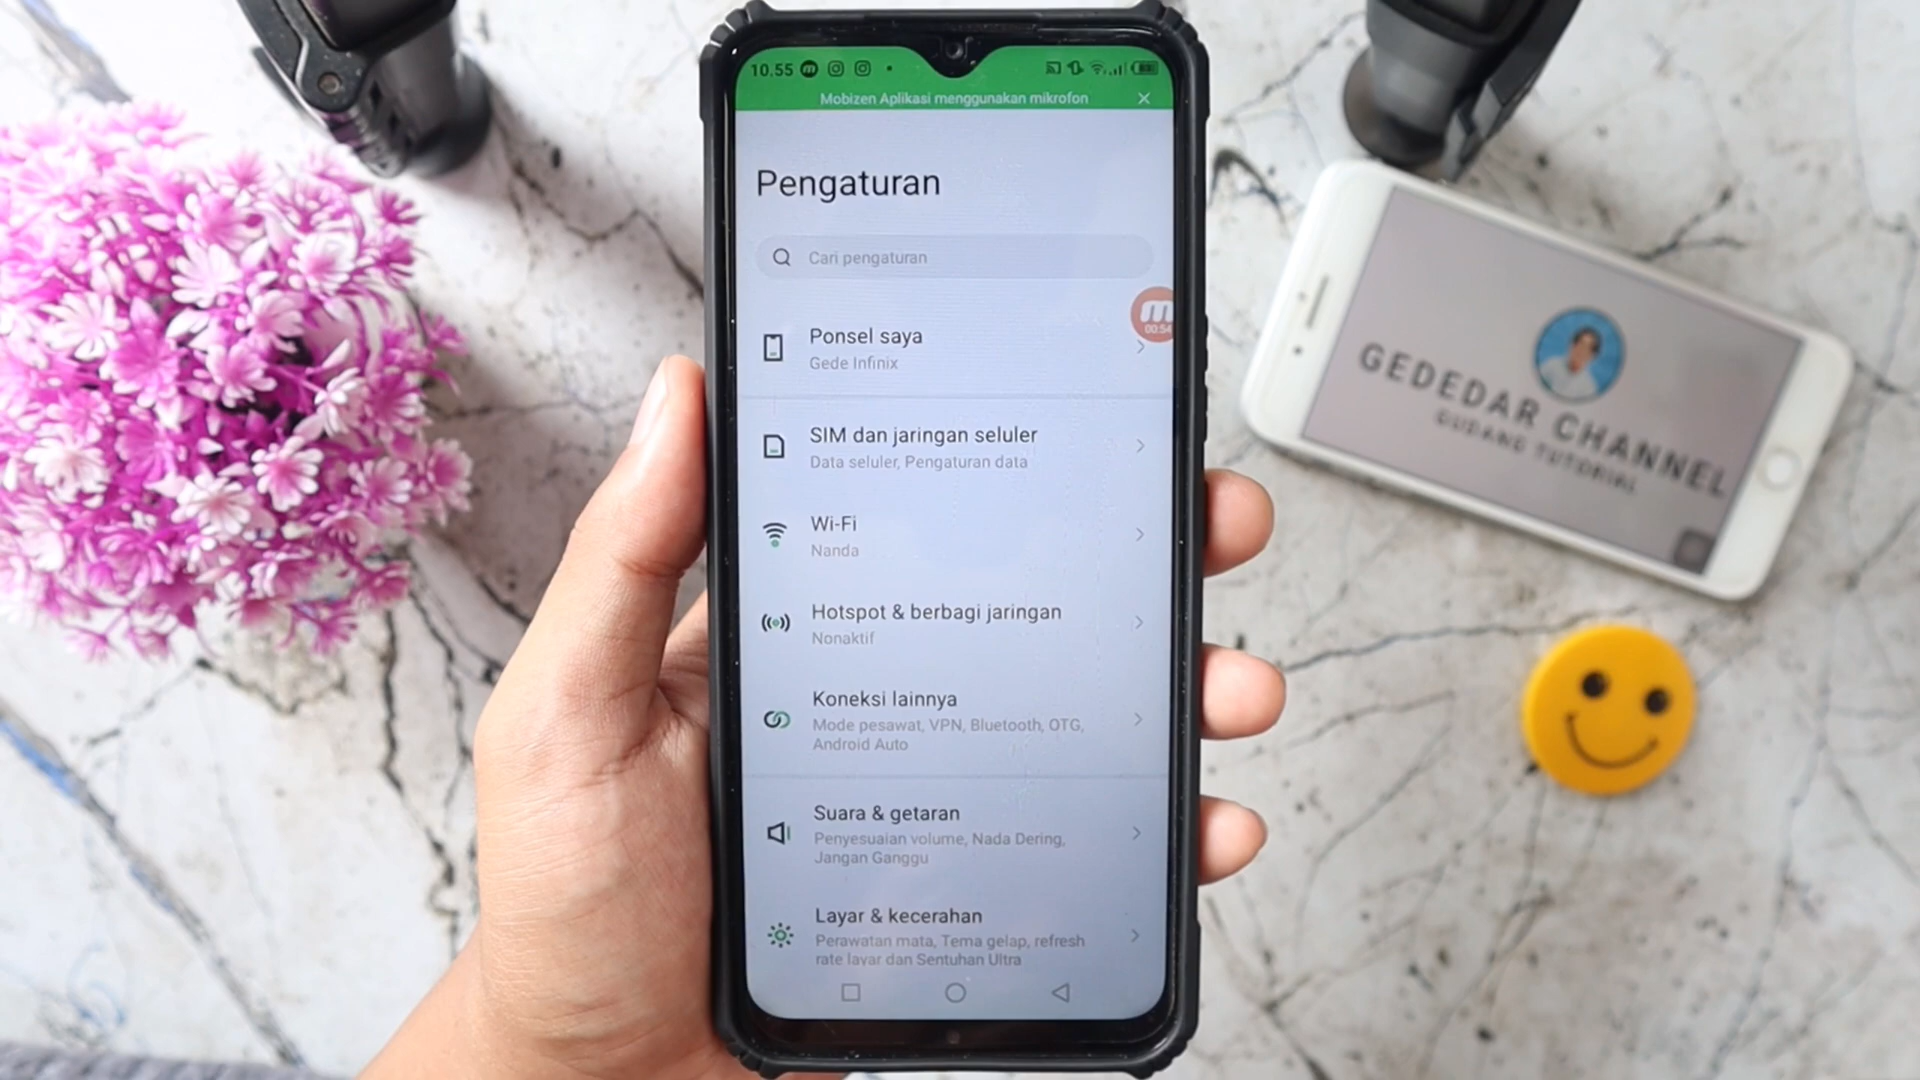 10.55
Mobizen Aplikasi menggunakan mikrofon
Pengaturan
Cari pengaturan
00:54
Ponsel saya
Gede Infinix
SIM dan jaringan seluler
Data seluler, Pengaturan data
Wi-Fi
Nanda
Hotspot & berbagi jaringan
Nonaktif
Koneksi lainnya
Mode pesawat, VPN, Bluetooth, OTG,
Android Auto
Suara & getaran
Penyesuaian volume, Nada Dering,
Jangan Ganggu
Layar & kecerahan
Perawatan mata, Tema gelap, refresh
rate layar dan Sentuhan Ultra
GEDEDAR CHANNEL
GUDANG TUTORIAL